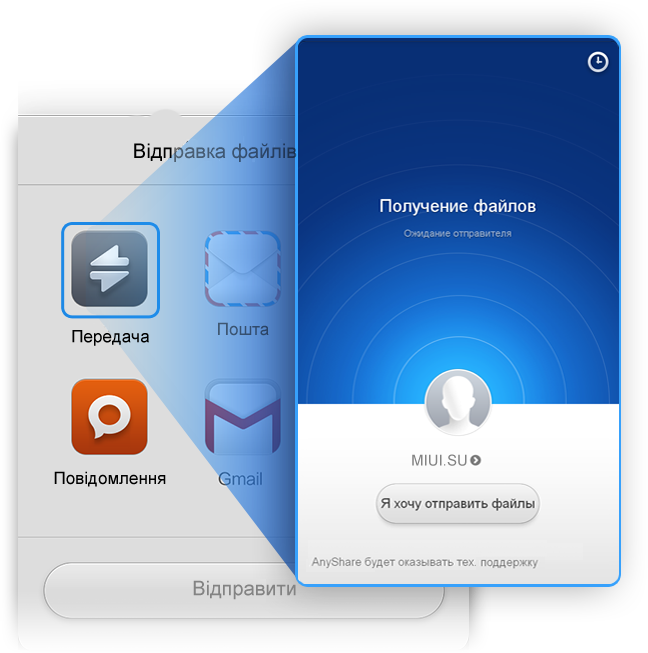 Відправка файлів
Передача
Пошта
Повідомлення
Gmail
Відправити
Получение файлов
Ожидание отправителя
MIUI.SU
Я хочу отправить файлы
AnyShare будет оказывать тех. поддержку